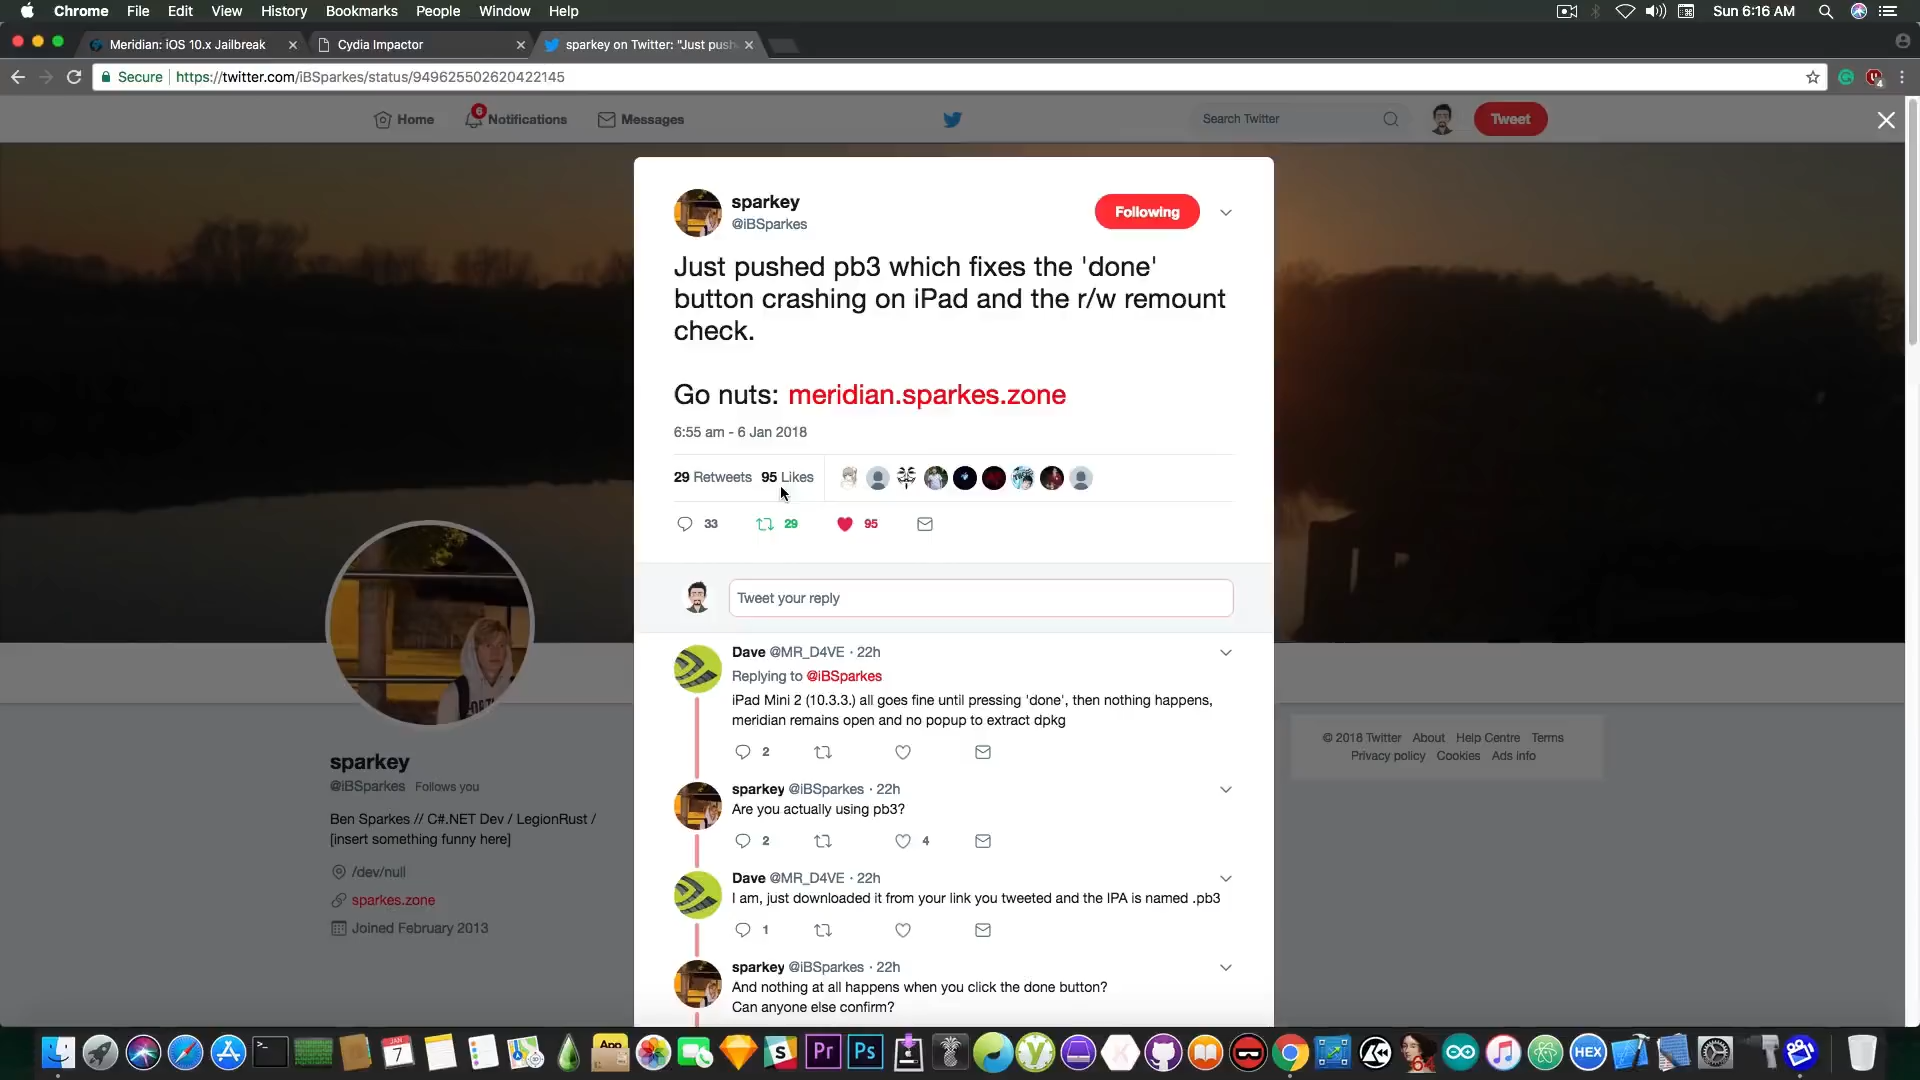 Chrome File Edit View History Bookmarks People Window Help
Sun 6:16 AM
Meridian: iOS 10.x Jailbreak
Cydia Impactor
sparkey on Twitter: "Just push
Secure https://twitter.com/iBSparkes/status/949625502620422145
4
Home
6
Notifications
Messages
Search Twitter
Tweet
sparkey
@iBSparkes
Following
Just pushed pb3 which fixes the 'done'
button crashing on iPad and the r/w remount
check.
Go nuts: meridian.sparkes.zone
6:55 am - 6 Jan 2018
29 Retweets 95 Likes
33 29 95
Tweet your reply
Dave @MR_D4VE · 22h
Replying to @iBSparkes
iPad Mini 2 (10.3.3.) all goes fine until pressing 'done', then nothing happens,
meridian remains open and no popup to extract dpkg
2
sparkey @iBSparkes · 22h
Are you actually using pb3?
2 4
Dave @MR_D4VE · 22h
I am, just downloaded it from your link you tweeted and the IPA is named .pb3
1
sparkey @iBSparkes · 22h
And nothing at all happens when you click the done button?
Can anyone else confirm?
sparkey
@iBSparkes Follows you
Ben Sparkes // C#.NET Dev / LegionRust /
[insert something funny here]
/dev/null
sparkes.zone
Joined February 2013
© 2018 Twitter About Help Centre Terms
Privacy policy Cookies Ads info
JAN
7
App
S
Pr
Ps
64
HEX